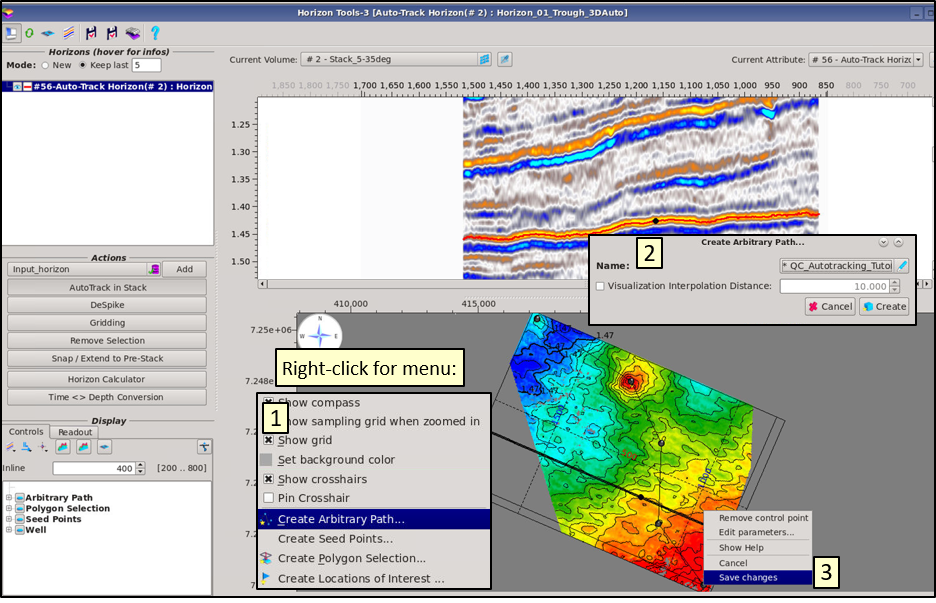 Horizon Tools-3 [Auto-Track Horizon(# 2) : Horizon_01_Trough_3DAuto]
Horizons (hover for infos)
Mode: New Keep last 5
#56-Auto-Track Horizon(# 2) : Horizon
Current Volume: # 2 - Stack_5-35deg
Current Attribute: # 56 - Auto-Track Horizo
1,850 1,800 1,750 1,700 1,650 1,600 1,550 1,500 1,450 1,400 1,350 1,300 1,250 1,200 1,150 1,100 1,050 1,000 950 900 850 800 750 700
1.25
1.30
1.35
1.40
1.45
1.50
Actions
Input_horizon Add
AutoTrack in Stack
DeSpike
Gridding
Remove Selection
Snap / Extend to Pre-Stack
Horizon Calculator
Time <> Depth Conversion
Display
Controls Readout
Inline 400 [200 .. 800]
Arbitrary Path
Polygon Selection
Seed Points
Well
2
Create Arbitrary Path...
Name: * QC_Autotracking_Tutor
Visualization Interpolation Distance: 10.000
Cancel Create
410,000 415,000
7.25e+06
7.248e
N
W E
1.47
Right-click for menu:
1
Show compass
how sampling grid when zoomed in
Show grid
Set background color
Show crosshairs
Pin Crosshair
Create Arbitrary Path...
Create Seed Points...
Create Polygon Selection...
Create Locations of Interest ...
Remove control point
Edit parameters...
Show Help
Cancel
Save changes
3